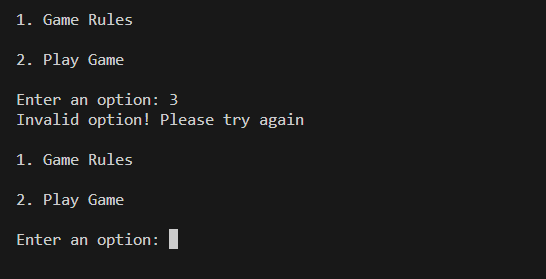 1. Game Rules
2. Play Game
Enter an option: 3
Invalid option! Please try again
1. Game Rules
2. Play Game
Enter an option: